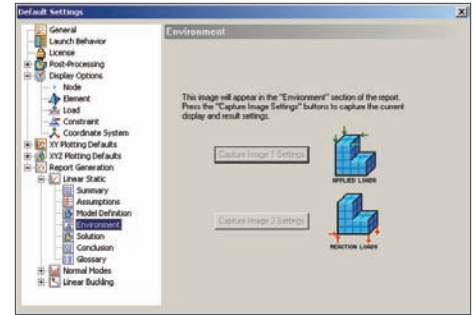 Default Settings
General
Launch Behavior
License
Post-Processing
Display Options
Node
Element
Load
Constraint
Coordinate System
XY Plotting Defaults
XYZ Plotting Defaults
Report Generation
Linear Static
Summary
Assumptions
Model Definition
Environment
Solution
Conclusion
Glossary
Normal Modes
Linear Buckling
Environment
This image will appear in the "Environment" section of the report.
Press the "Capture Image Settings" buttons to capture the current
display and result settings.
Capture Image 1 Settings
APPLIED LOADS
Capture Image 2 Settings
REACTION LOADS